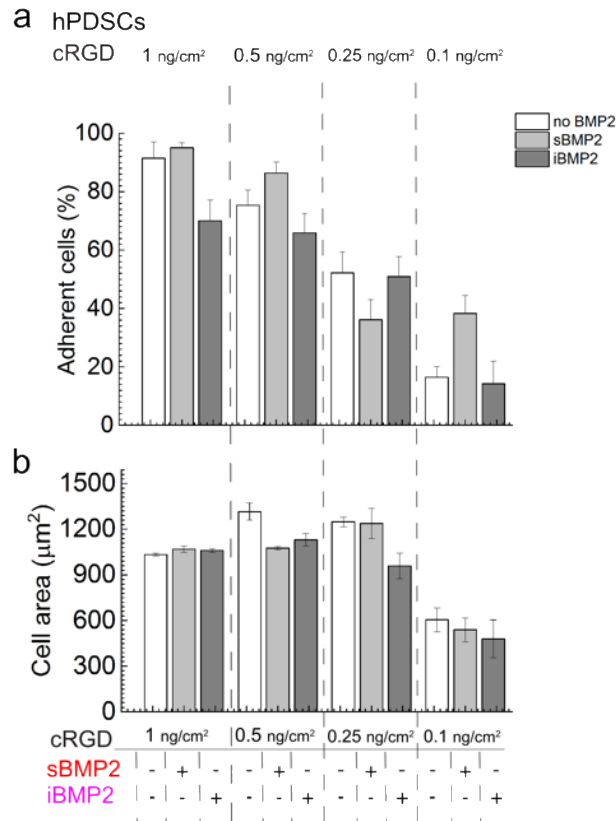 a hPDSCs
cRGD 1 ng/cm² 0.5 ng/cm² 0.25 ng/cm² 0.1 ng/cm²
no BMP2
sBMP2
iBMP2
Adherent cells (%)
100
80
60
40
20
0
b
Cell area (μm²)
1500
1200
900
600
300
0
cRGD 1 ng/cm² 0.5 ng/cm² 0.25 ng/cm² 0.1 ng/cm²
sBMP2 - + - - + - - + - - + -
iBMP2 - - + - - + - - + - - +